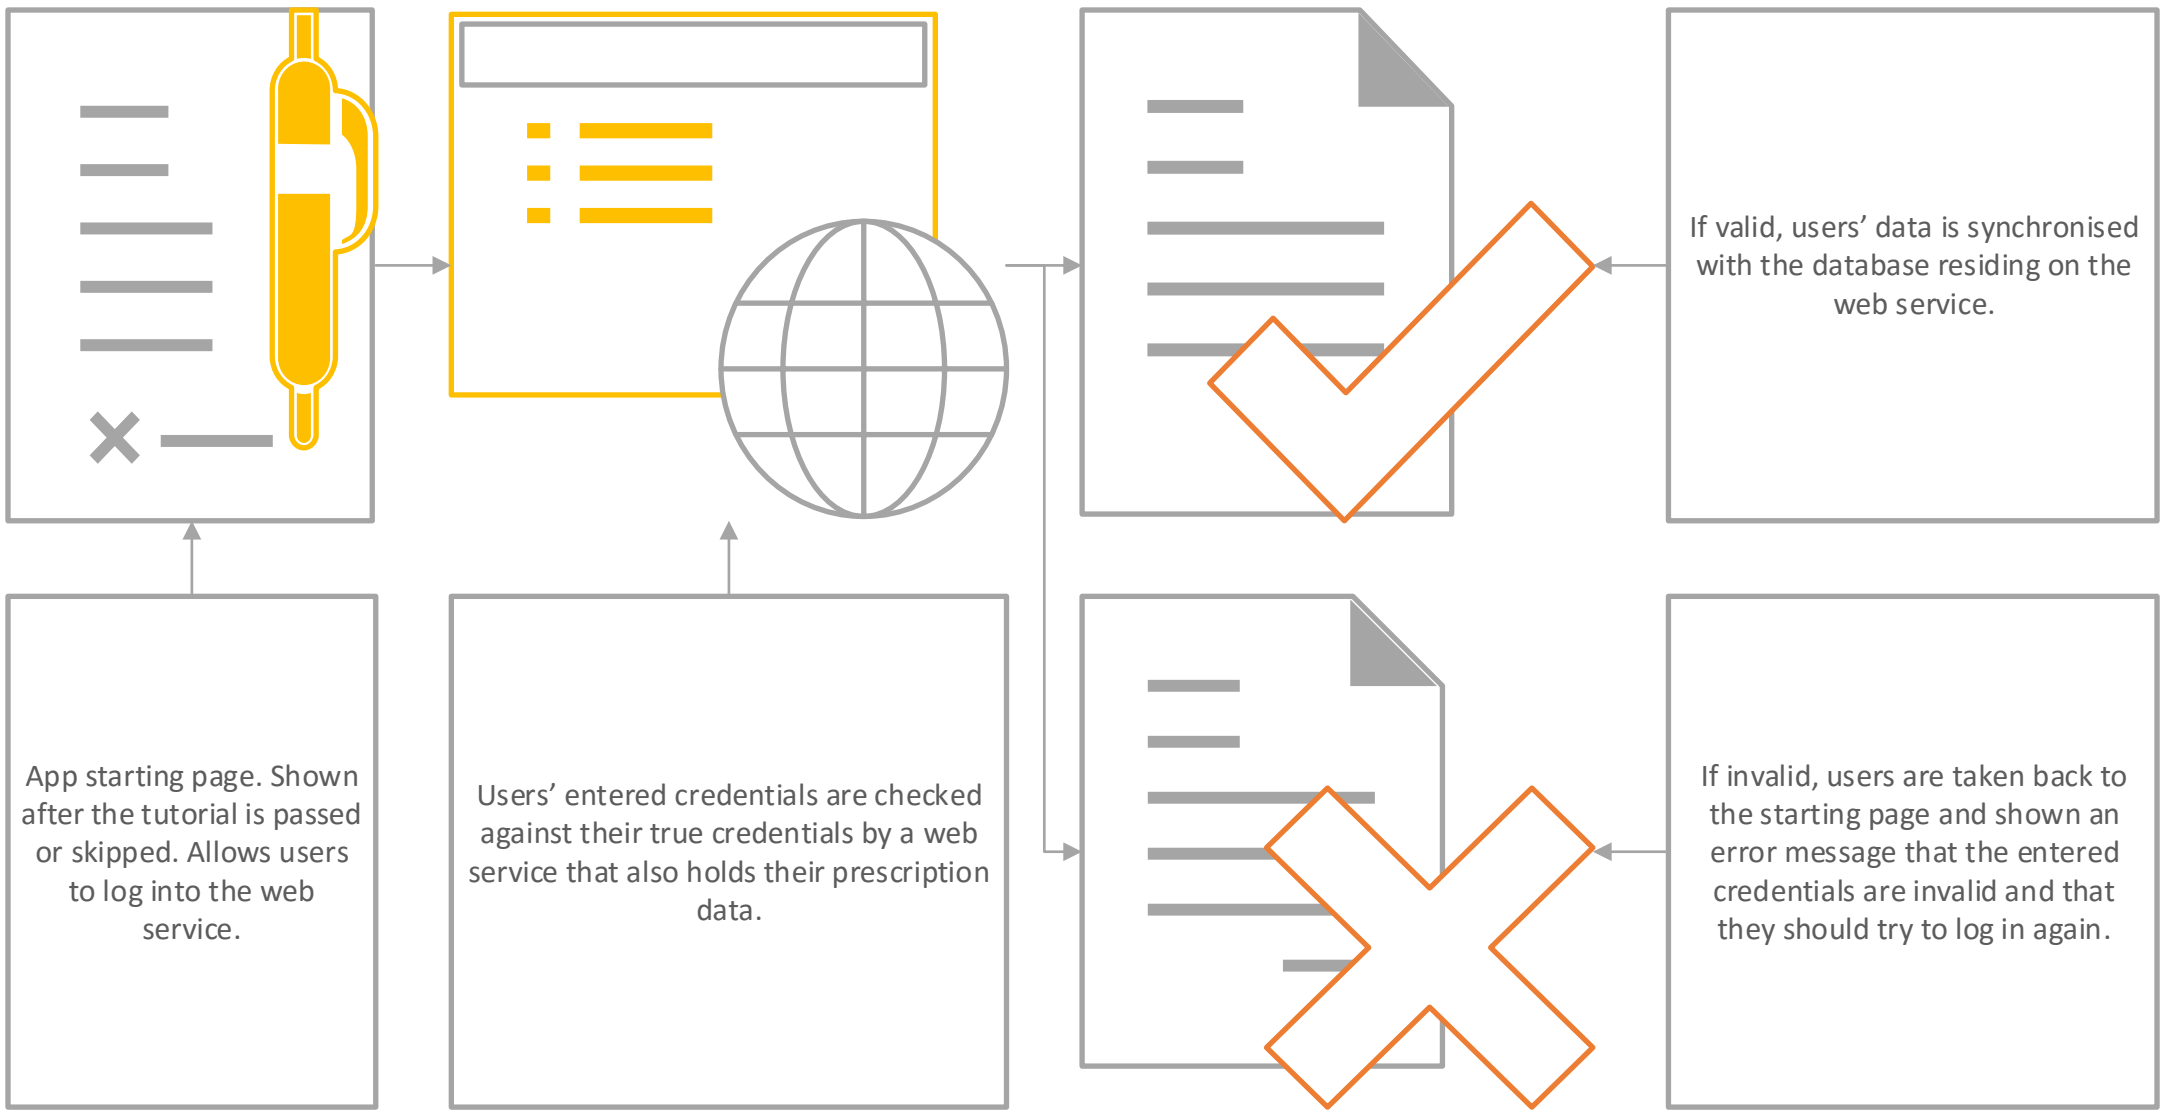 If valid, users’ data is synchronised
with the database residing on the
web service.
App starting page. Shown
after the tutorial is passed
or skipped. Allows users
to log into the web
service.
Users’ entered credentials are checked
against their true credentials by a web
service that also holds their prescription
data.
If invalid, users are taken back to
the starting page and shown an
error message that the entered
credentials are invalid and that
they should try to log in again.